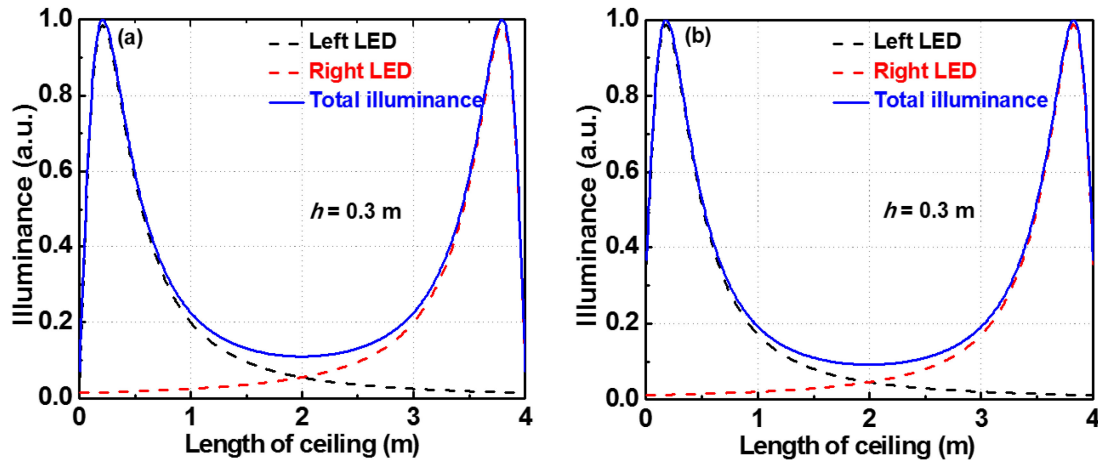 (a)
Left LED
Right LED
Total illuminance
h = 0.3 m
Illuminance (a.u.)
1.0
0.8
0.6
0.4
0.2
0.0
0
1
2
3
4
Length of ceiling (m)
(b)
Left LED
Right LED
Total illuminance
h = 0.3 m
Illuminance (a.u.)
1.0
0.8
0.6
0.4
0.2
0.0
0
1
2
3
4
Length of ceiling (m)